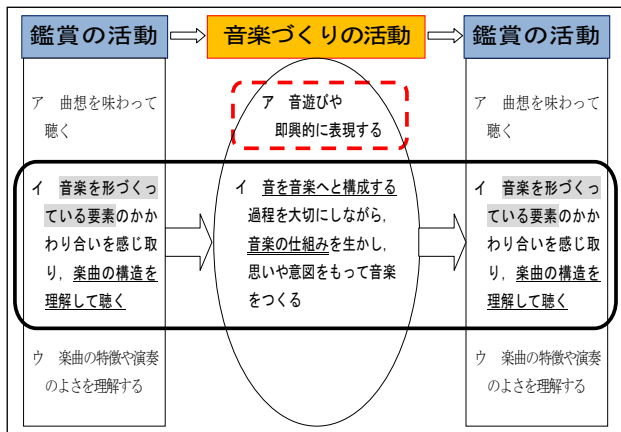 鑑賞の活動
音楽づくりの活動
鑑賞の活動
ア　曲想を味わって
聴く
イ　音楽を形づくっ
ている要素のかか
わり合いを感じ取
り，楽曲の構造を
理解して聴く
ウ　楽曲の特徴や演奏
のよさを理解する
ア　音遊びや
即興的に表現する
イ　音を音楽へと構成する
過程を大切にしながら，
音楽の仕組みを生かし，
思いや意図をもって音楽
をつくる
ア　曲想を味わって
聴く
イ　音楽を形づくっ
ている要素のかか
わり合いを感じ取
り，楽曲の構造を
理解して聴く
ウ　楽曲の特徴や演奏
のよさを理解する